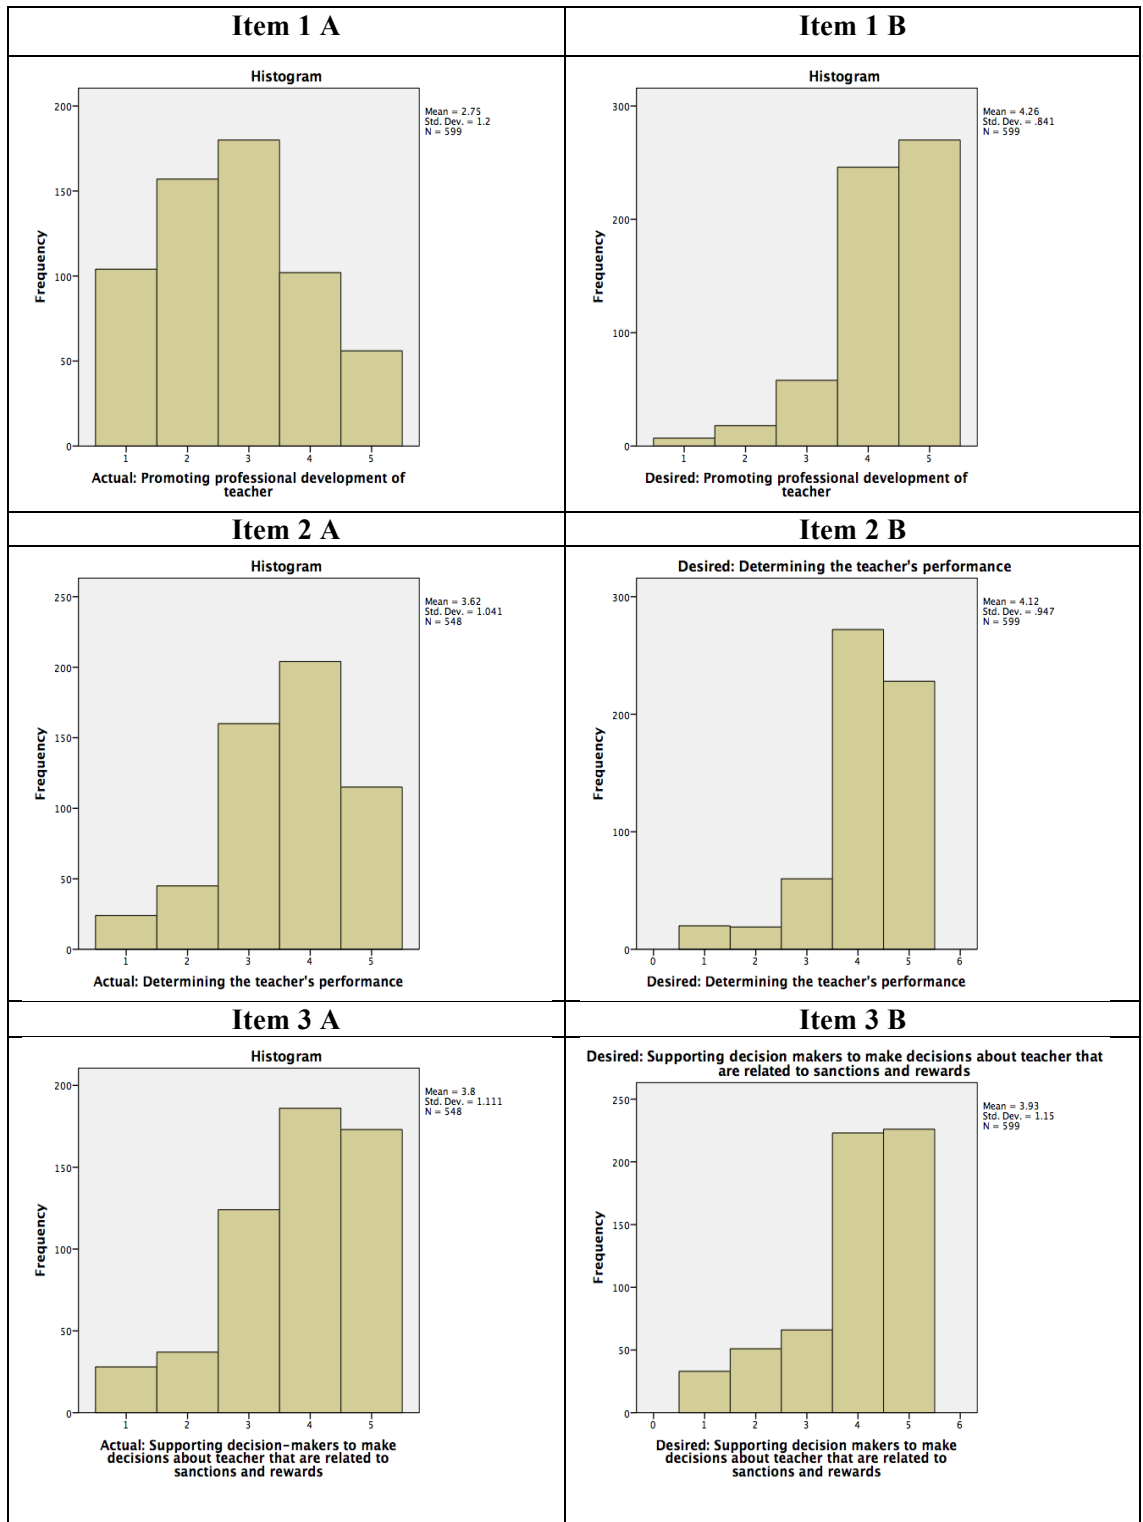 Item 1 A
Item 1 B
Histogram
Mean = 2.75
Std. Dev. = 1.2
N = 599
200
150
100
50
0
Frequency
1 2 3 4 5
Actual: Promoting professional development of
teacher
Histogram
Mean = 4.26
Std. Dev. = .841
N = 599
300
200
100
0
Frequency
1 2 3 4 5
Desired: Promoting professional development of
teacher
Item 2 A
Item 2 B
Histogram
Mean = 3.62
Std. Dev. = 1.041
N = 548
250
200
150
100
50
0
Frequency
1 2 3 4 5
Actual: Determining the teacher's performance
Desired: Determining the teacher's performance
Mean = 4.12
Std. Dev. = .947
N = 599
300
200
100
0
Frequency
0 1 2 3 4 5 6
Desired: Determining the teacher's performance
Item 3 A
Item 3 B
Histogram
Mean = 3.8
Std. Dev. = 1.111
N = 548
200
150
100
50
0
Frequency
1 2 3 4 5
Actual: Supporting decision-makers to make
decisions about teacher that are related to
sanctions and rewards
Desired: Supporting decision makers to make decisions about teacher that
are related to sanctions and rewards
Mean = 3.93
Std. Dev. = 1.15
N = 599
250
200
150
100
50
0
Frequency
0 1 2 3 4 5 6
Desired: Supporting decision makers to make
decisions about teacher that are related to
sanctions and rewards